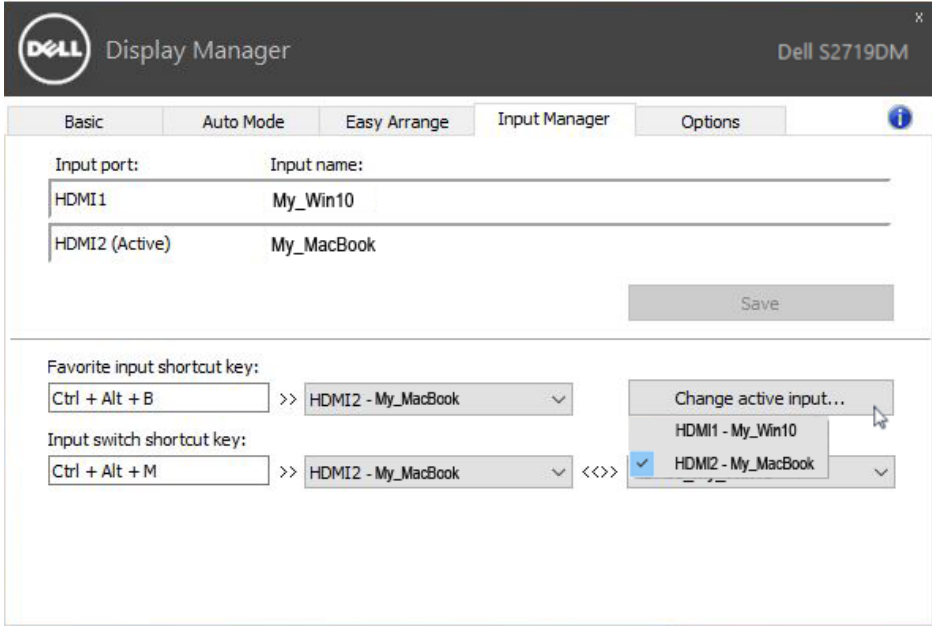 DELL Display Manager
x
Dell S2719DM
Basic Auto Mode Easy Arrange Input Manager Options
Input port: Input name:
HDMI1 My_Win10
HDMI2 (Active) My_MacBook
Save
Favorite input shortcut key:
Ctrl + Alt + B >> HDMI2 - My_MacBook Change active input...
HDMI1 - My_Win10
Input switch shortcut key:
HDMI2 - My_MacBook
Ctrl + Alt + M >> HDMI2 - My_MacBook <<>>